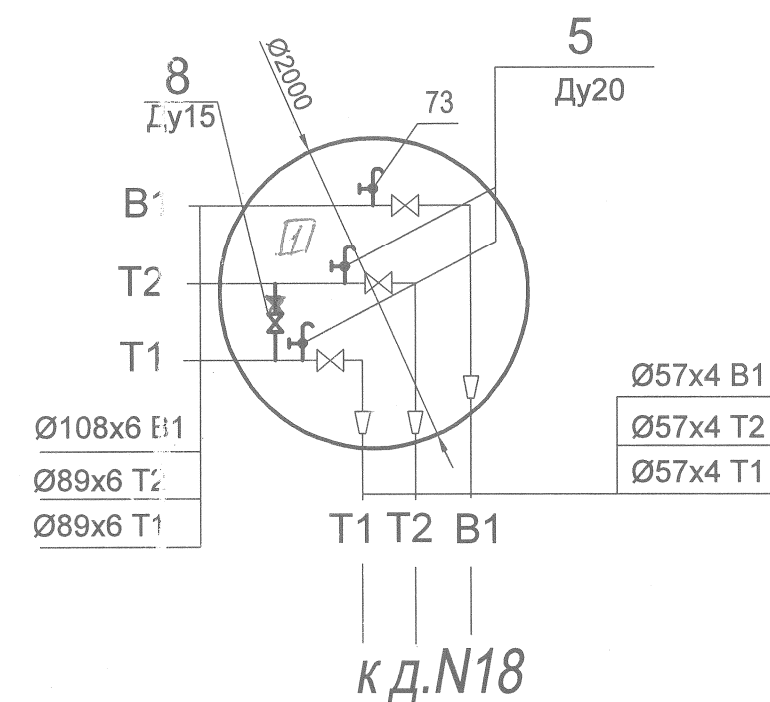 5
Ду20
Ø2000
8
Ду15
73
В1
1
Т2
Т1
Ø57х4 В1
Ø57х4 Т2
Ø57х4 Т1
Ø108х6 В1
Ø89х6 Т2
Ø89х6 Т1
Т1 Т2 В1
к д.N18